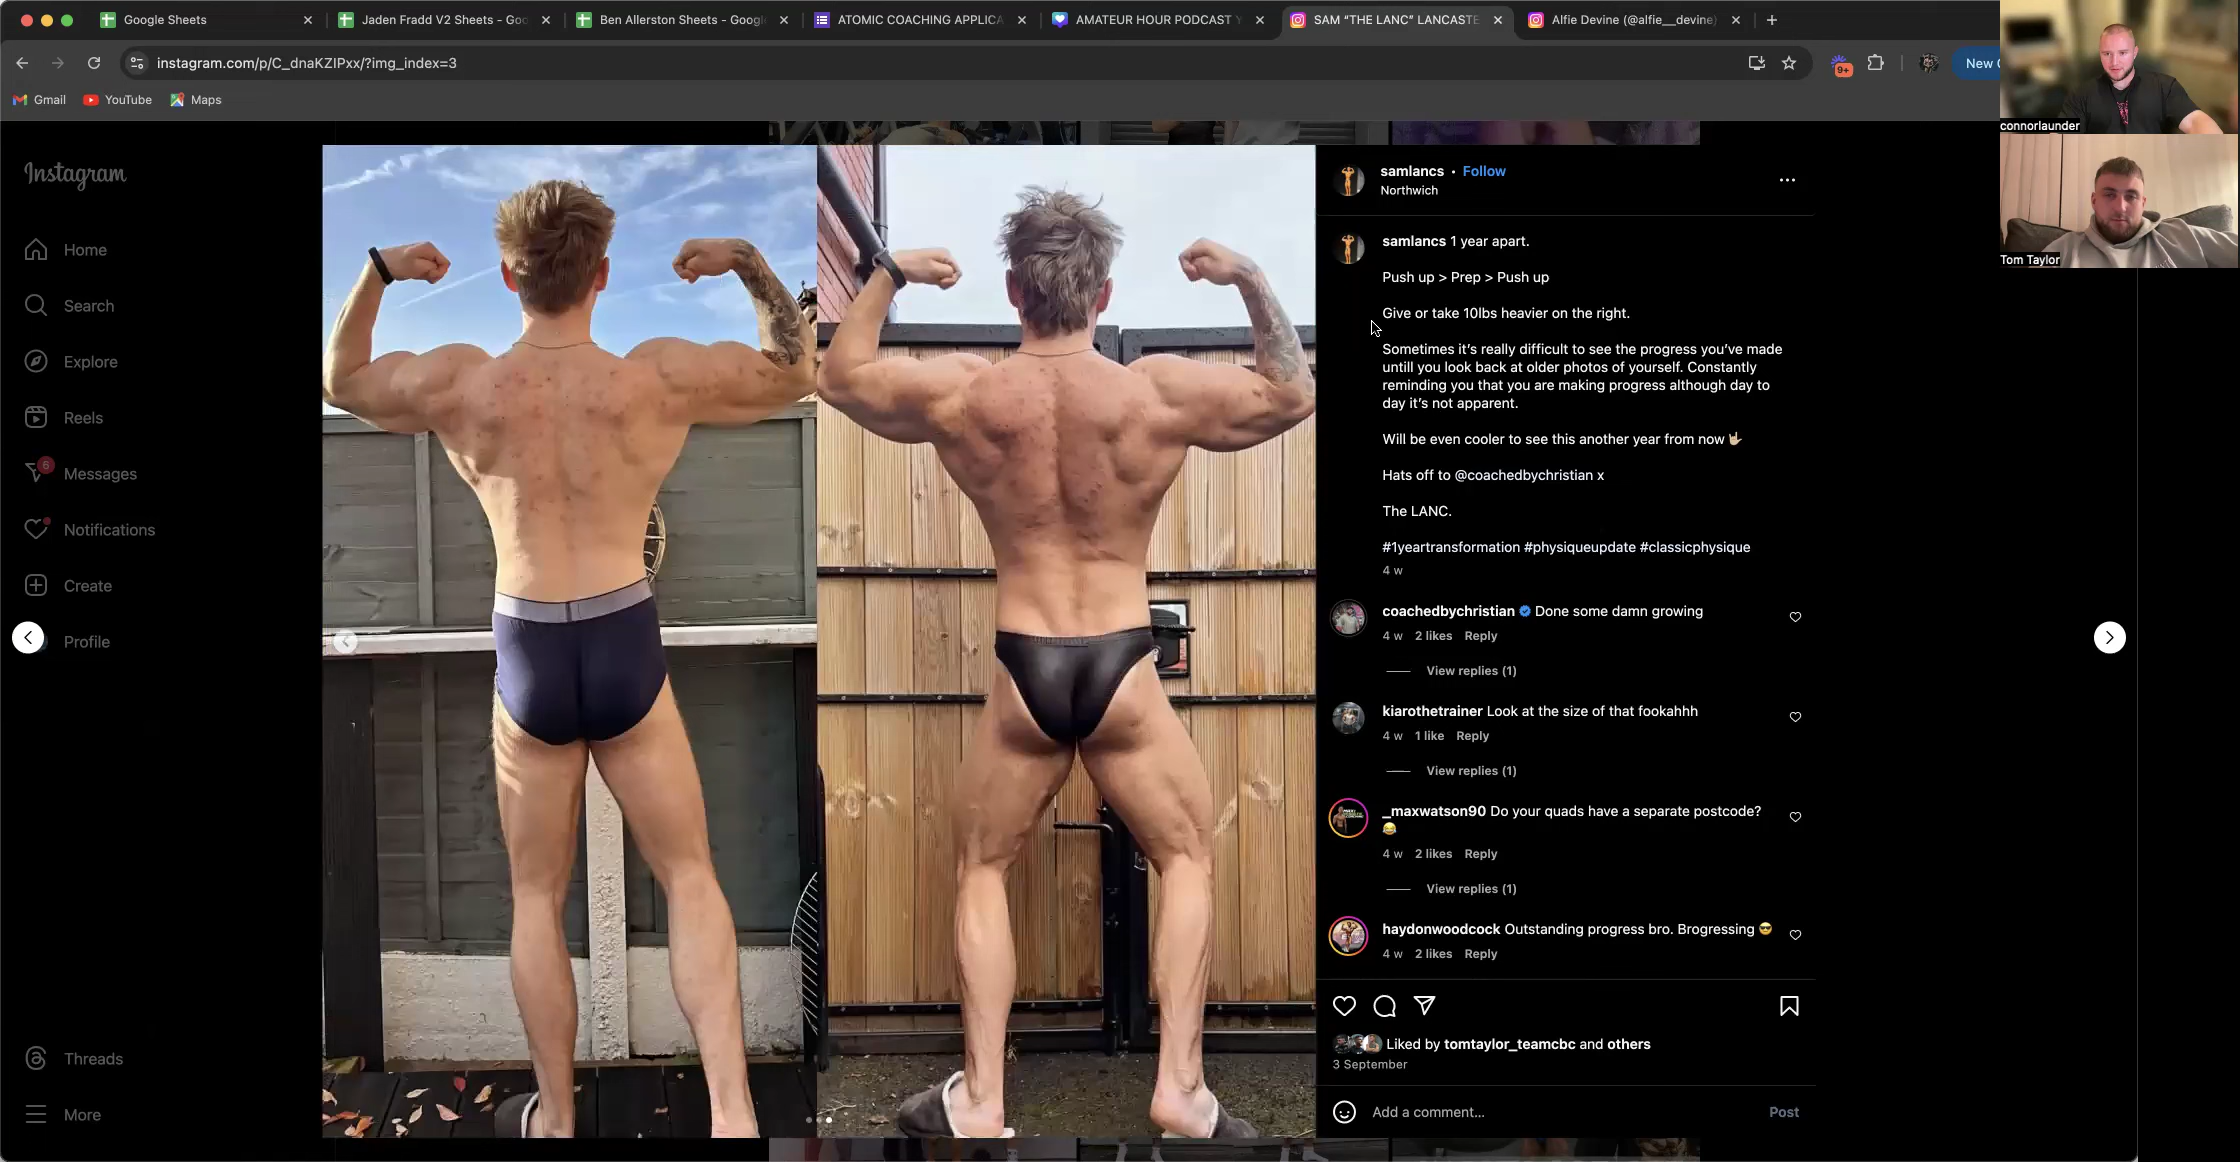 Google Sheets
Jaden Fradd V2 Sheets - Goo
Ben Allerston Sheets - Googl
ATOMIC COACHING APPLICA
AMATEUR HOUR PODCAST Y
SAM “THE LANC” LANCASTE
Alfie Devine (@alfie__devine)
instagram.com/p/C_dnaKZIPxx/?img_index=3
9+
New C
Gmail
YouTube
Maps
connorlaunder
Tom Taylor
Instagram
Home
Search
Explore
Reels
6
Messages
Notifications
Create
Profile
Threads
More
samlancs • Follow
Northwich
samlancs 1 year apart.
Push up > Prep > Push up
Give or take 10lbs heavier on the right.
Sometimes it’s really difficult to see the progress you’ve made
untill you look back at older photos of yourself. Constantly
reminding you that you are making progress although day to
day it’s not apparent.
Will be even cooler to see this another year from now 🤟🏼
Hats off to @coachedbychristian x
The LANC.
#1yeartransformation #physiqueupdate #classicphysique
4 w
coachedbychristian Done some damn growing
4 w 2 likes Reply
View replies (1)
kiarothetrainer Look at the size of that fookahhh
4 w 1 like Reply
View replies (1)
_maxwatson90 Do your quads have a separate postcode?
😂
4 w 2 likes Reply
View replies (1)
haydonwoodcock Outstanding progress bro. Brogressing 😎
4 w 2 likes Reply
Liked by tomtaylor_teamcbc and others
3 September
Add a comment...
Post